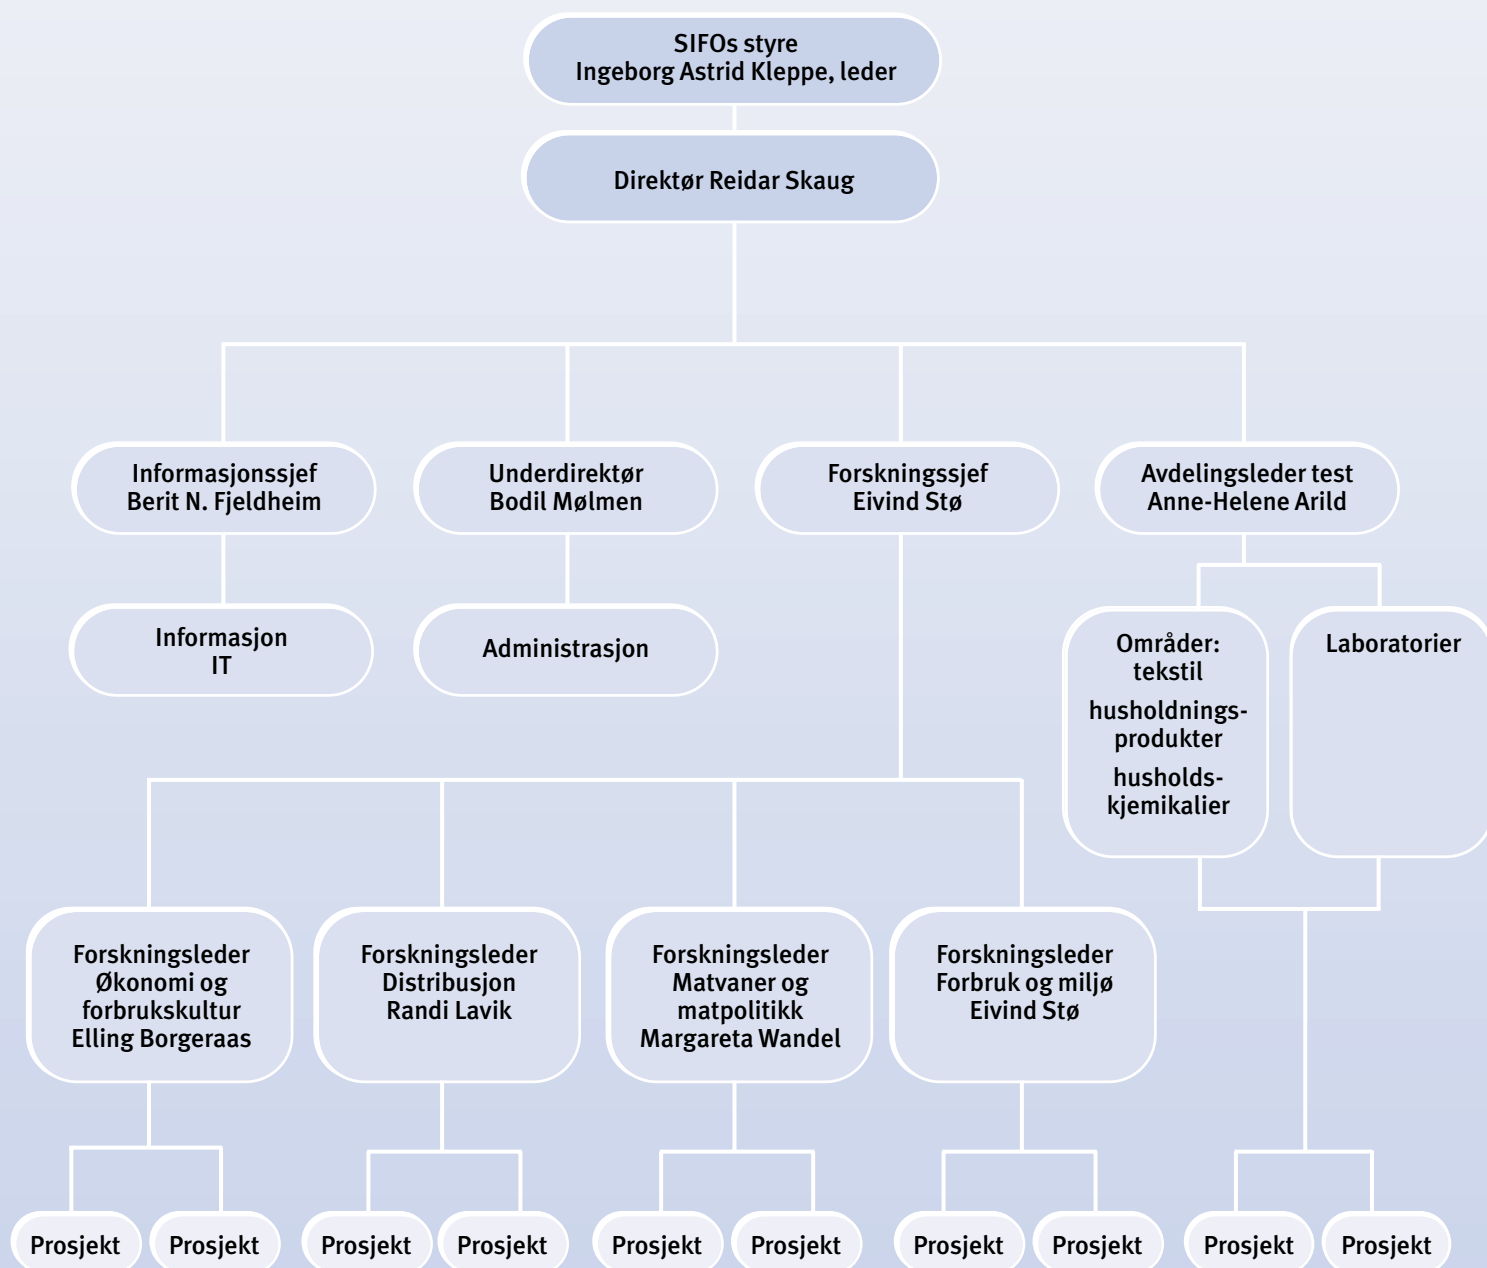 SIFOs styre
Ingeborg Astrid Kleppe, leder
Direktør Reidar Skaug
Informasjonssjef
Berit N. Fjeldheim
Underdirektør
Bodil Mølmen
Forskningssjef
Eivind Stø
Avdelingsleder test
Anne-Helene Arild
Informasjon
IT
Administrasjon
Områder:
tekstil
husholdnings-
produkter
husholds-
kjemikalier
Laboratorier
Forskningsleder
Økonomi og
forbrukskultur
Elling Borgeraas
Forskningsleder
Distribusjon
Randi Lavik
Forskningsleder
Matvaner og
matpolitikk
Margareta Wandel
Forskningsleder
Forbruk og miljø
Eivind Stø
Prosjekt
Prosjekt
Prosjekt
Prosjekt
Prosjekt
Prosjekt
Prosjekt
Prosjekt
Prosjekt
Prosjekt